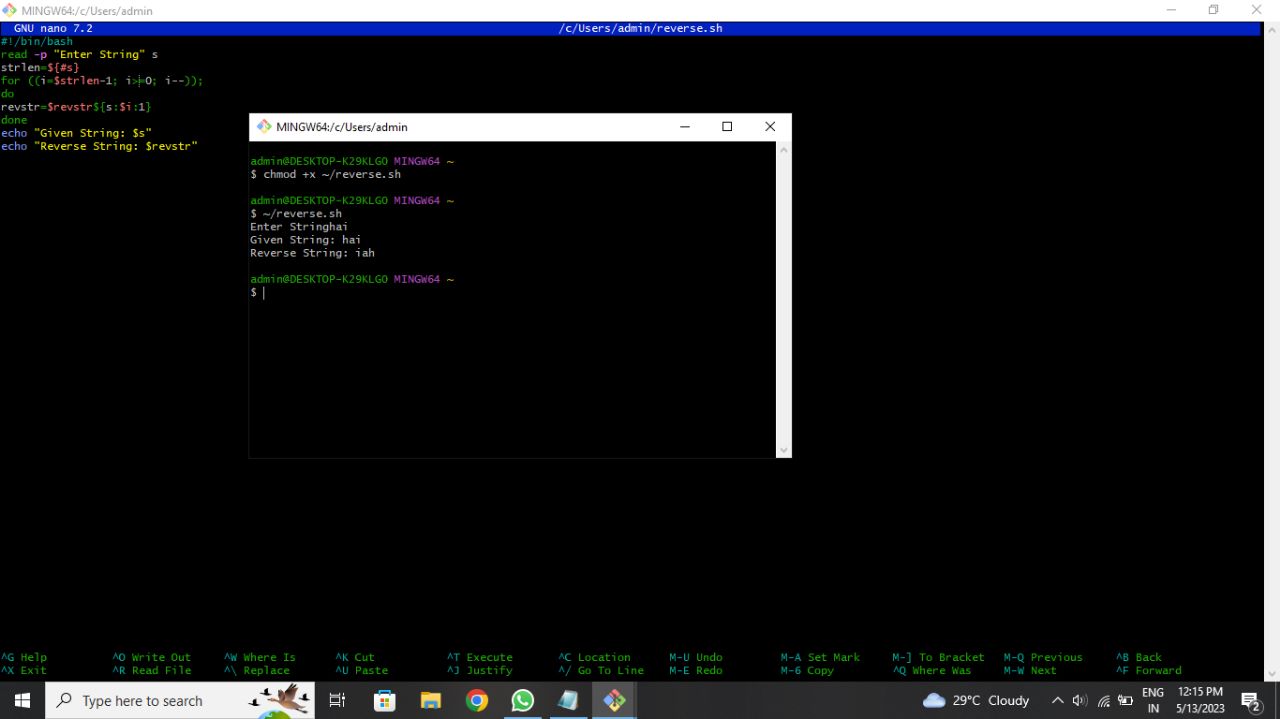 MINGW64:/c/Users/admin
GNU nano 7.2 /c/Users/admin/reverse.sh
#!/bin/bash
read -p "Enter String" s
strlen=${#s}
for ((i=$strlen-1; i>=0; i--));
do
revstr=$revstr${s:$i:1}
done
echo "Given String: $s"
echo "Reverse String: $revstr"
MINGW64:/c/Users/admin
admin@DESKTOP-K29KLGO MINGW64 ~
$ chmod +x ~/reverse.sh
admin@DESKTOP-K29KLGO MINGW64 ~
$ ~/reverse.sh
Enter Stringhai
Given String: hai
Reverse String: iah
admin@DESKTOP-K29KLGO MINGW64 ~
$
^G Help ^O Write Out ^W Where Is ^K Cut ^T Execute ^C Location M-U Undo M-A Set Mark M-] To Bracket M-Q Previous ^B Back
^X Exit ^R Read File ^\ Replace ^U Paste ^J Justify ^/ Go To Line M-E Redo M-6 Copy ^Q Where Was M-W Next ^F Forward
Type here to search
29°C Cloudy
ENG
IN
12:15 PM
5/13/2023
2